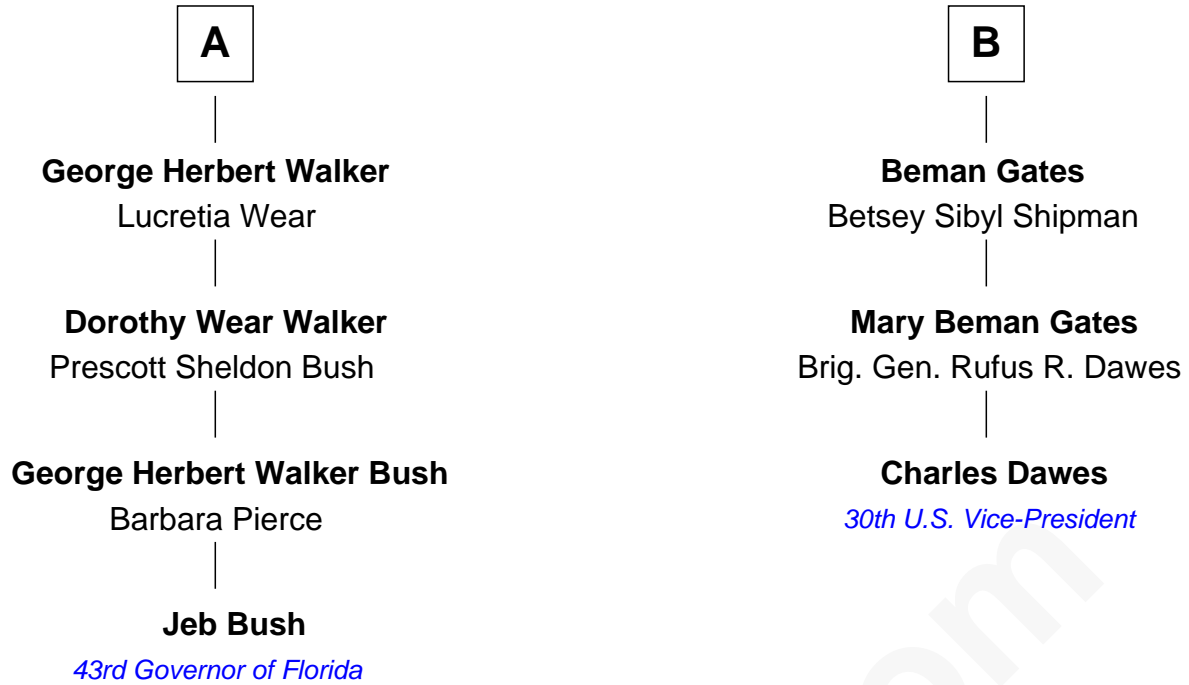 A
George Herbert Walker
Lucretia Wear
Dorothy Wear Walker
Prescott Sheldon Bush
George Herbert Walker Bush
Barbara Pierce
Jeb Bush
43rd Governor of Florida
B
Beman Gates
Betsey Sibyl Shipman
Mary Beman Gates
Brig. Gen. Rufus R. Dawes
Charles Dawes
30th U.S. Vice-President
om